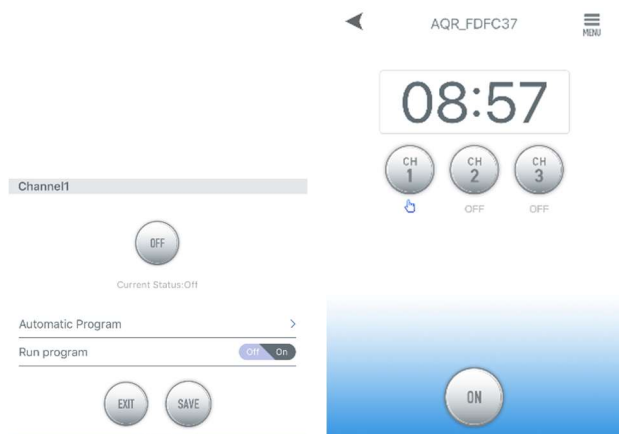 Channel1
OFF
Current Status:Off
Automatic Program
Run program
Off On
EXIT SAVE
AQR_FDFC37
MENU
08:57
CH 1
CH 2
CH 3
OFF OFF
ON